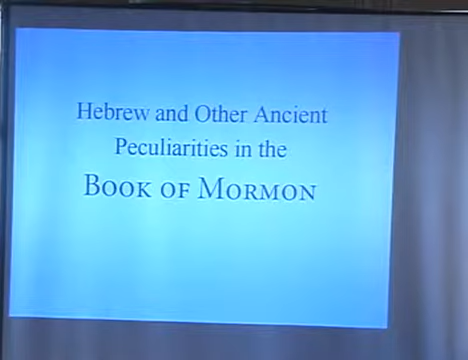 Hebrew and Other Ancient
Peculiarities in the
BOOK OF MORMON